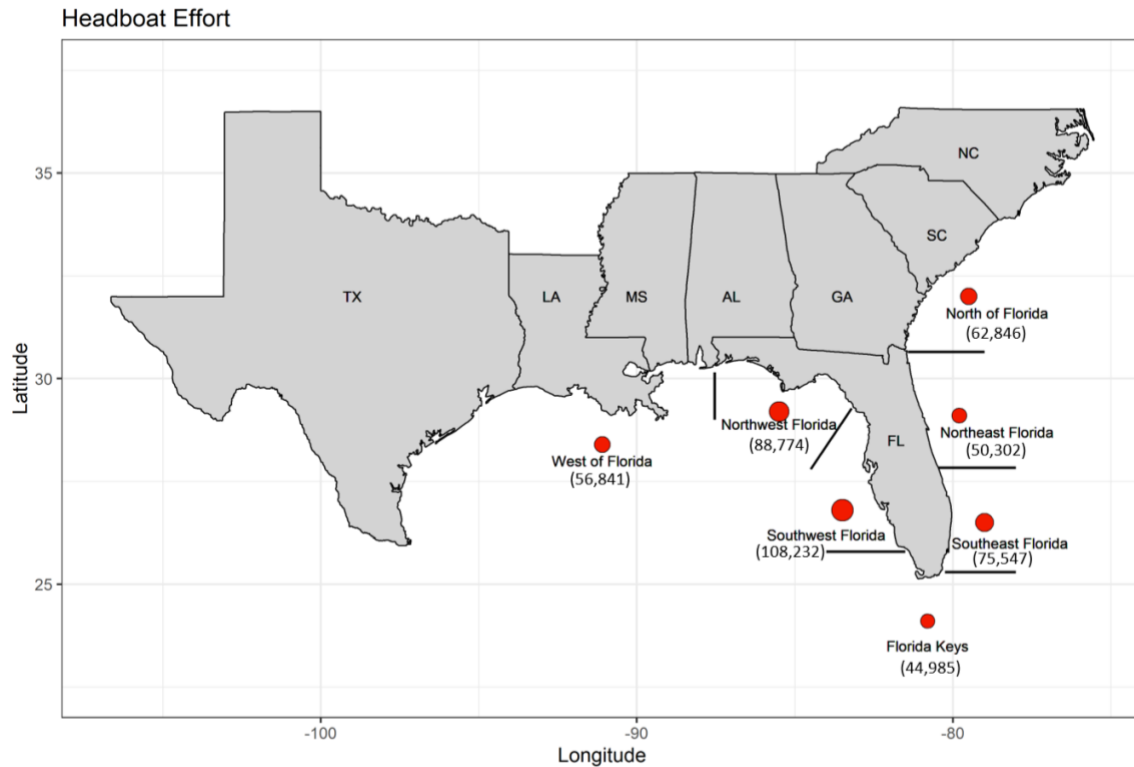 Headboat Effort
Latitude
35
30
25
NC
SC
TX
LA
MS
AL
GA
North of Florida
(62,846)
Northwest Florida
(88,774)
FL
Northeast Florida
(50,302)
West of Florida
(56,841)
Southwest Florida
(108,232)
Southeast Florida
(75,547)
Florida Keys
(44,985)
-100
-90
-80
Longitude